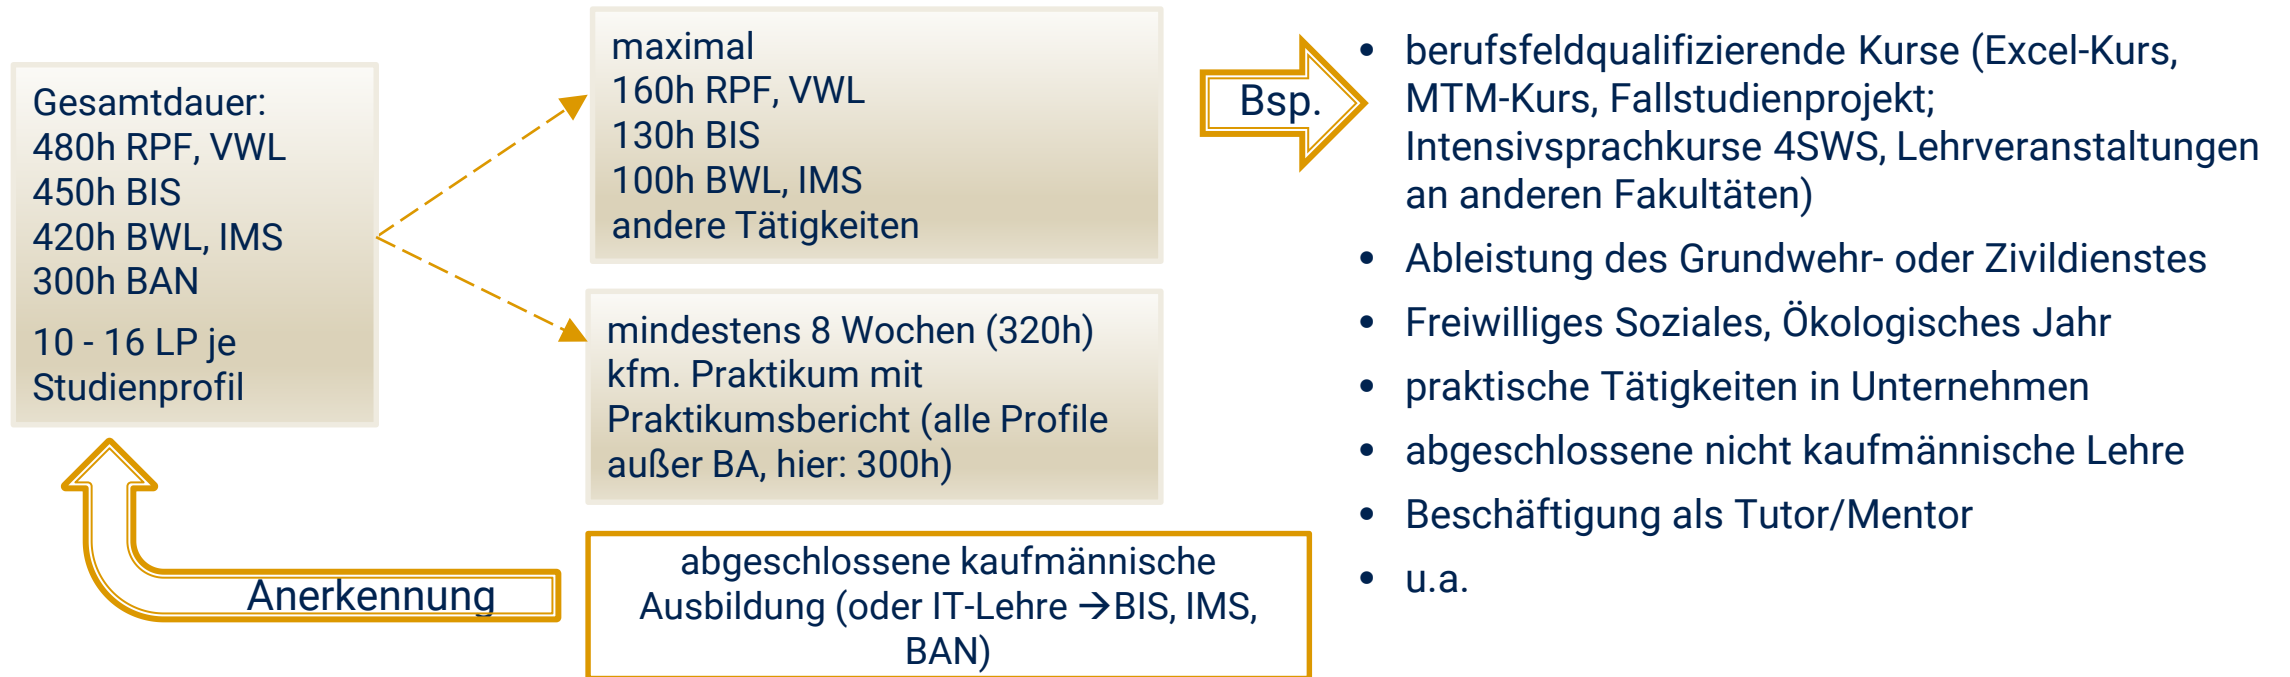 Gesamtdauer:
480h RPF, VWL
450h BIS
420h BWL, IMS
300h BAN
10 - 16 LP je
Studienprofil
maximal
160h RPF, VWL
130h BIS
100h BWL, IMS
andere Tätigkeiten
mindestens 8 Wochen (320h)
kfm. Praktikum mit
Praktikumsbericht (alle Profile
außer BA, hier: 300h)
Anerkennung
abgeschlossene kaufmännische
Ausbildung (oder IT-Lehre →BIS, IMS,
BAN)
Bsp.
• berufsfeldqualifizierende Kurse (Excel-Kurs,
MTM-Kurs, Fallstudienprojekt;
Intensivsprachkurse 4SWS, Lehrveranstaltungen
an anderen Fakultäten)
• Ableistung des Grundwehr- oder Zivildienstes
• Freiwilliges Soziales, Ökologisches Jahr
• praktische Tätigkeiten in Unternehmen
• abgeschlossene nicht kaufmännische Lehre
• Beschäftigung als Tutor/Mentor
• u.a.